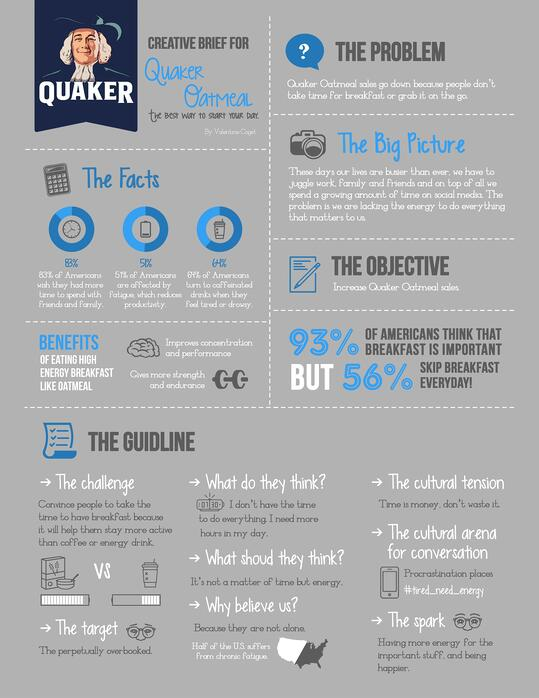 QUAKER
CREATIVE BRIEF FOR
Quaker
Oatmeal
the best way to start your day.
By Valentine Coget
THE PROBLEM
Quaker Oatmeal sales go down because people don't
take time for breakfast or grab it on the go.
The Big Picture
These days our lives are busier than ever, we have to
juggle work, family and friends and on top of all we
spend a growing amount of time on social media. The
problem is we are lacking the energy to do everything
that matters to us.
THE OBJECTIVE
Increase Quaker Oatmeal sales.
The Facts
83%
83% of Americans
wish they had more
time to spend with
friends and family.
51%
51% of Americans
are affected by
fatigue, which reduces
productivity.
64%
64% of Americans
turn to caffeinated
drinks when they
feel tired or drowsy.
BENEFITS
OF EATING HIGH
ENERGY BREAKFAST
LIKE OATMEAL
Improves concentration
and performance
Gives more strength
and endurance
93% OF AMERICANS THINK THAT
BREAKFAST IS IMPORTANT
BUT 56% SKIP BREAKFAST
EVERYDAY!
THE GUIDLINE
→ The challenge
Convince people to take the
time to have breakfast because
it will help them stay more active
than coffee or energy drink.
VS
→ The target
The perpetually overbooked.
→ What do they think?
07:30
I don't have the time
to do everything. I need more
hours in my day.
→ What shoud they think?
It's not a matter of time but energy.
→ Why believe us?
Because they are not alone.
Half of the U.S. suffers
from chronic fatigue.
→ The cultural tension
Time is money, don't waste it.
→ The cultural arena
for conversation
Procrastination places
#tired_need_energy
→ The spark
Having more energy for the
important stuff, and being
happier.